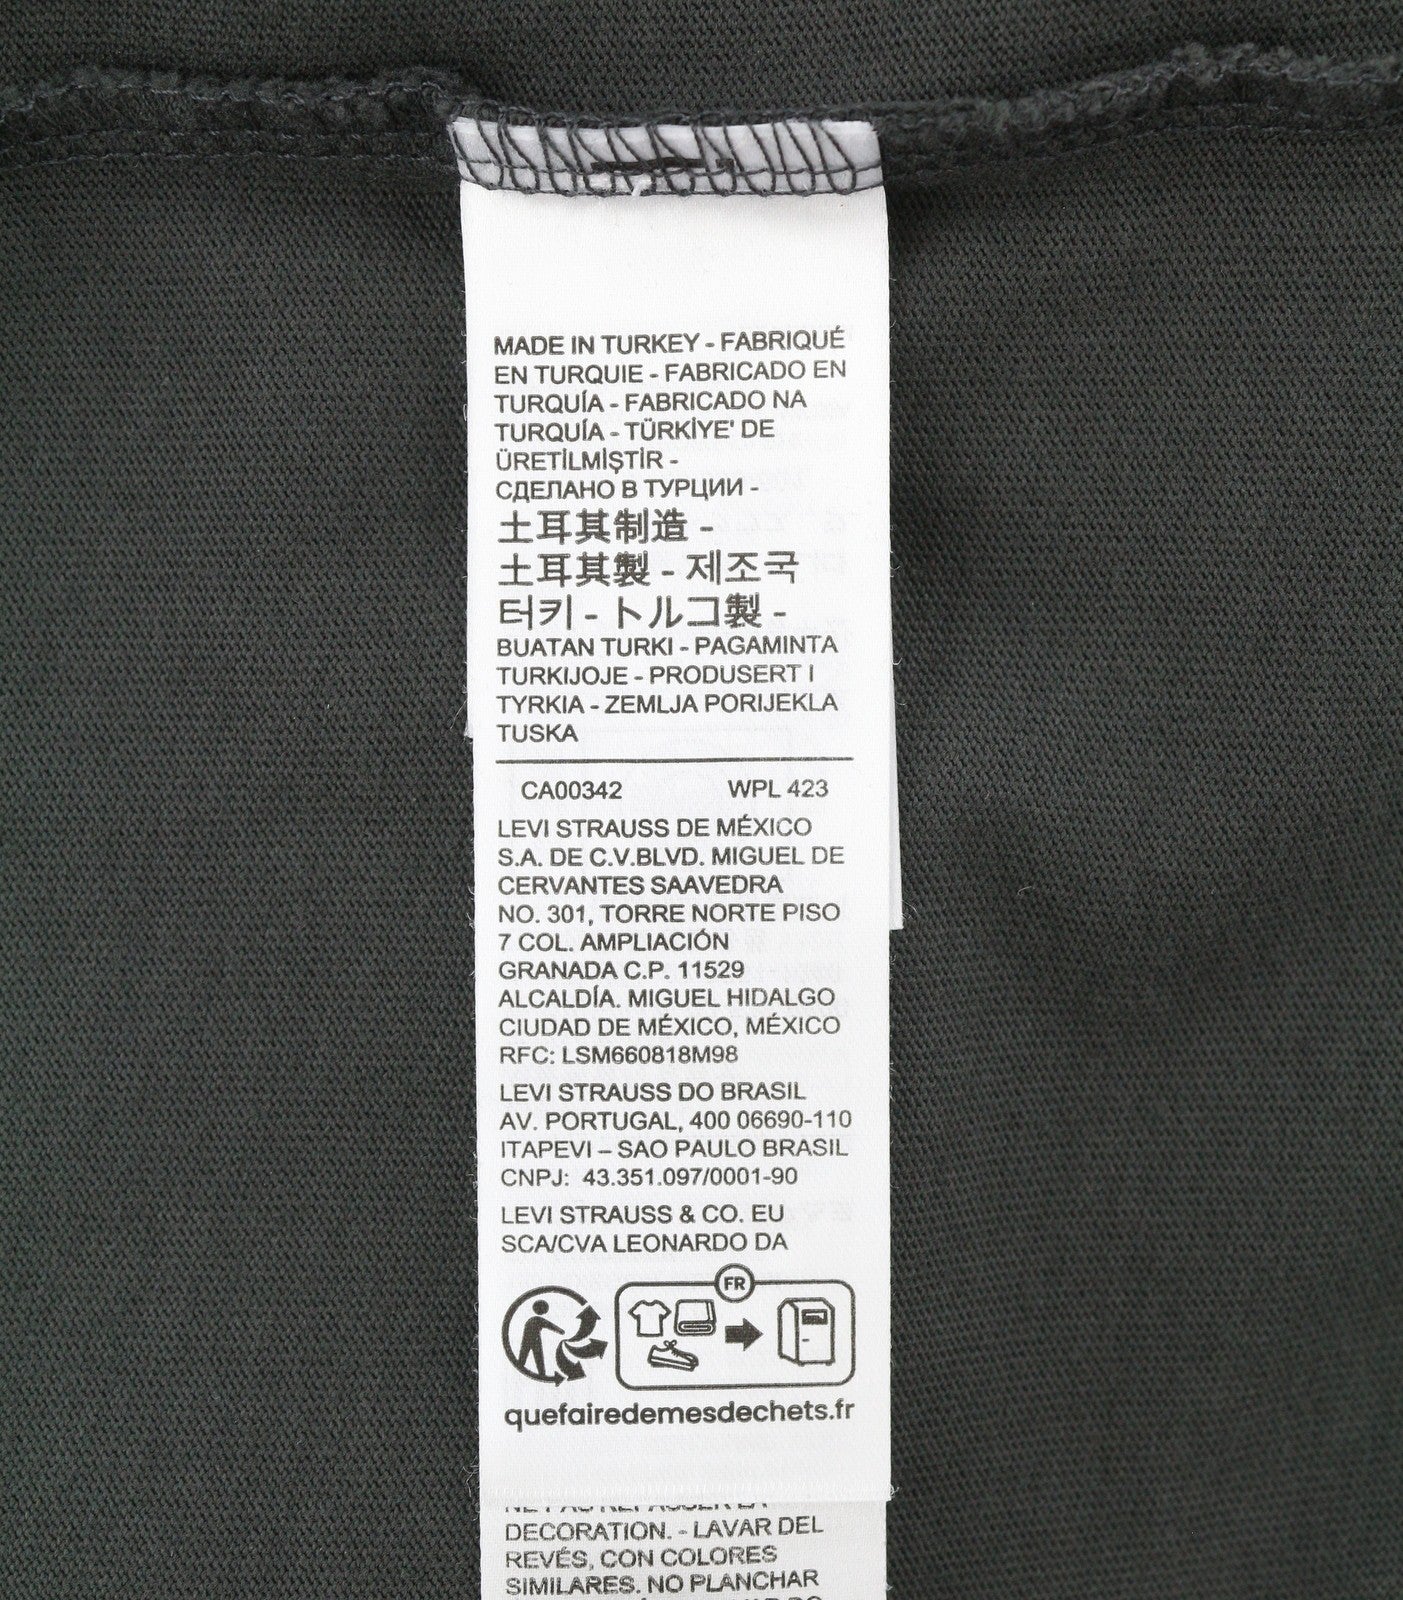 MADE IN TURKEY - FABRIQUÉ
EN TURQUIE - FABRICADO EN
TURQUÍA - FABRICADO NA
TURQUÍA - TÜRKİYE' DE
ÜRETİLMİŞTİR -
СДЕЛАНО В ТУРЦИИ -
土耳其制造 -
土耳其製 - 제조국
터키 - トルコ製 -
BUATAN TURKI - PAGAMINTA
TURKIJOJE - PRODUSERT I
TYRKIA - ZEMLJA PORIJEKLA
TUSKA
CA00342 WPL 423
LEVI STRAUSS DE MÉXICO
S.A. DE C.V.BLVD. MIGUEL DE
CERVANTES SAAVEDRA
NO. 301, TORRE NORTE PISO
7 COL. AMPLIACIÓN
GRANADA C.P. 11529
ALCALDÍA. MIGUEL HIDALGO
CIUDAD DE MÉXICO, MÉXICO
RFC: LSM660818M98
LEVI STRAUSS DO BRASIL
AV. PORTUGAL, 400 06690-110
ITAPEVI – SAO PAULO BRASIL
CNPJ: 43.351.097/0001-90
LEVI STRAUSS & CO. EU
SCA/CVA LEONARDO DA
FR
quefairedemesdechets.fr
DECORATION. - LAVAR DEL
REVÉS, CON COLORES
SIMILARES. NO PLANCHAR